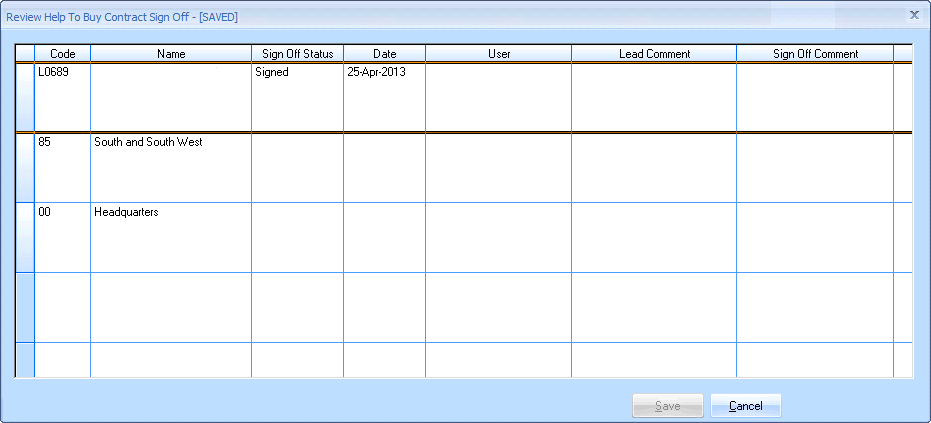 Review Help To Buy Contract Sign Off - [SAVED]
Code Name Sign Off Status Date User Lead Comment Sign Off Comment
L0689 Signed 25-Apr-2013
85 South and South West
00 Headquarters
Save Cancel